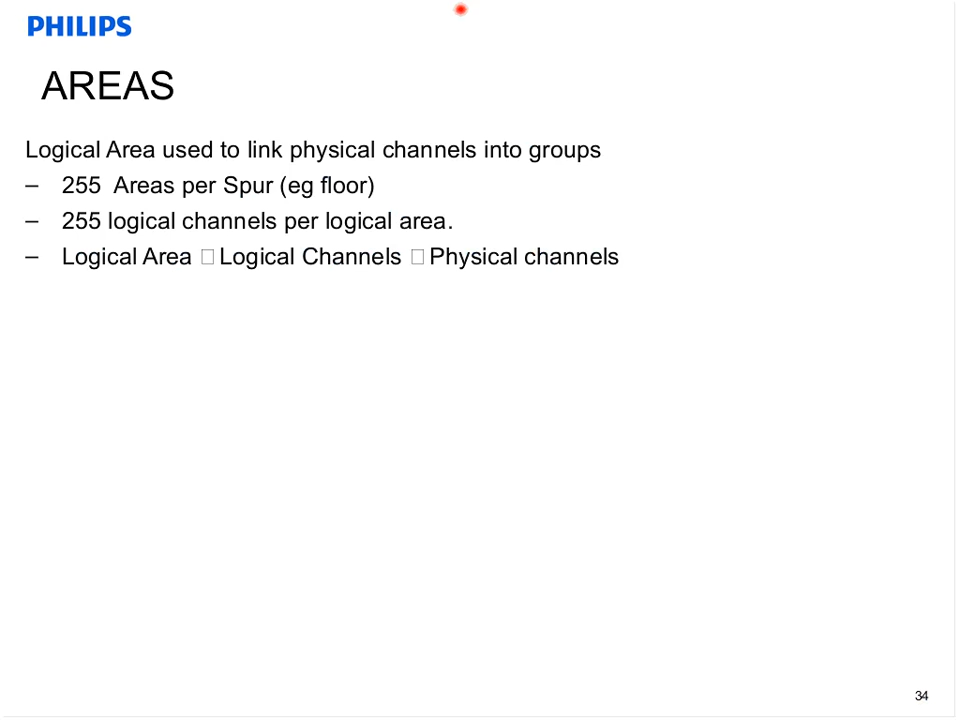 PHILIPS
AREAS
Logical Area used to link physical channels into groups
– 255 Areas per Spur (eg floor)
– 255 logical channels per logical area.
– Logical Area □ Logical Channels □ Physical channels
34